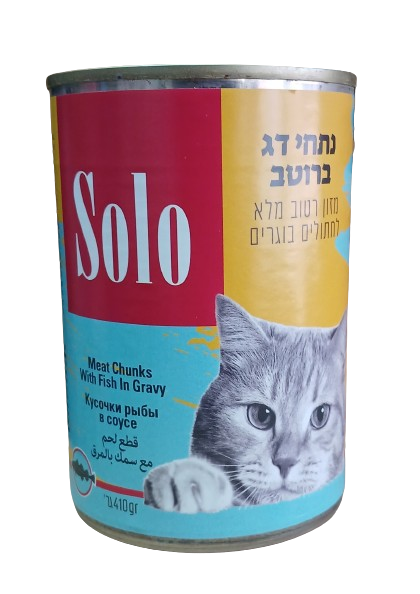 Solo
נתחי דג
ברוטב
מזון רטוב מלא
לחתולים בוגרים
Meat Chunks
With Fish In Gravy
Кусочки рыбы
в соусе
قطع لحم
مع سمك بالمرق
410gr גר'